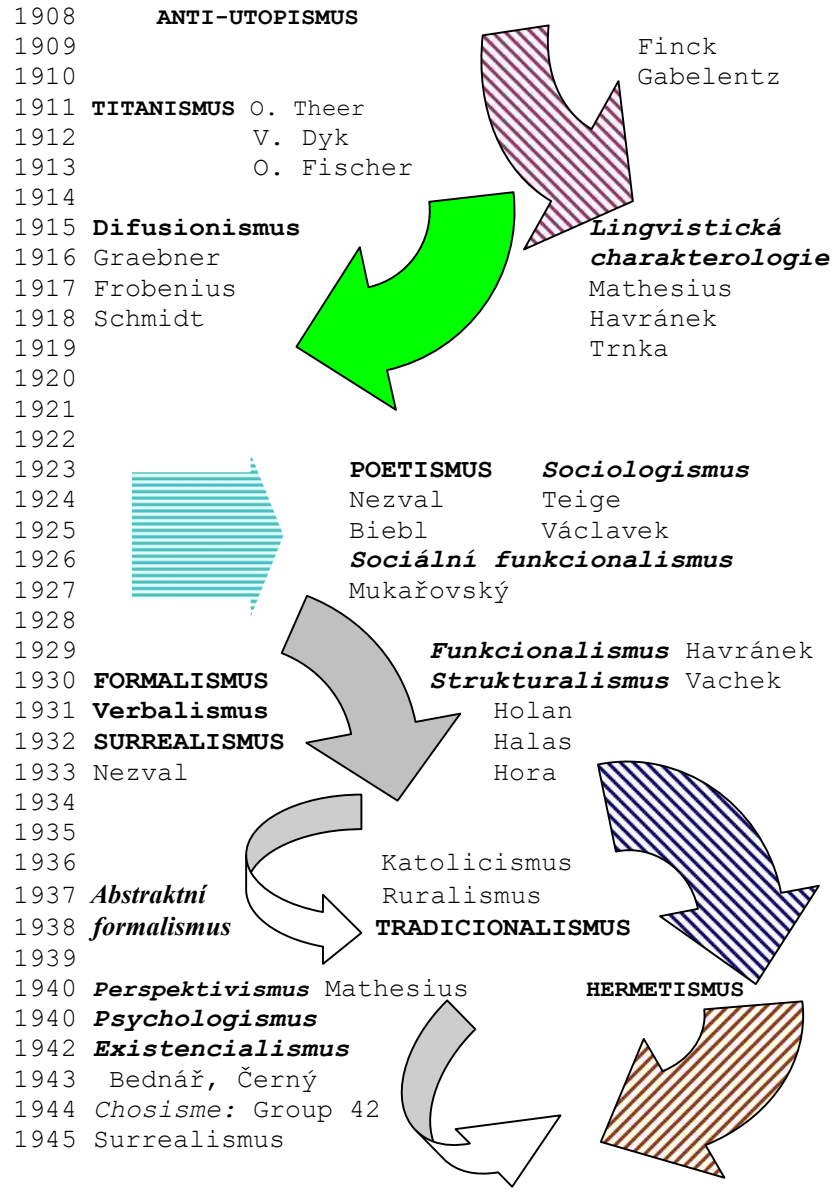 1908 ANTI-UTOPISMUS
1909 Finck
1910 Gabelentz
1911 TITANISMUS O. Theer
1912 V. Dyk
1913 O. Fischer
1914
1915 Difusionismus Lingvistická
1916 Graebner charakterologie
1917 Frobenius Mathesius
1918 Schmidt Havránek
1919 Trnka
1920
1921
1922
1923 POETISMUS Sociologismus
1924 Nezval Teige
1925 Biebl Václavek
1926 Sociální funkcionalismus
1927 Mukařovský
1928
1929 Funkcionalismus Havránek
1930 FORMALISMUS Strukturalismus Vachek
1931 Verbalismus Holan
1932 SURREALISMUS Halas
1933 Nezval Hora
1934
1935
1936 Katolicismus
1937 Abstraktní Ruralismus
1938 formalismus TRADICIONALISMUS
1939
1940 Perspektivismus Mathesius HERMETISMUS
1940 Psychologismus
1942 Existencialismus
1943 Bednář, Černý
1944 Chosisme: Group 42
1945 Surrealismus